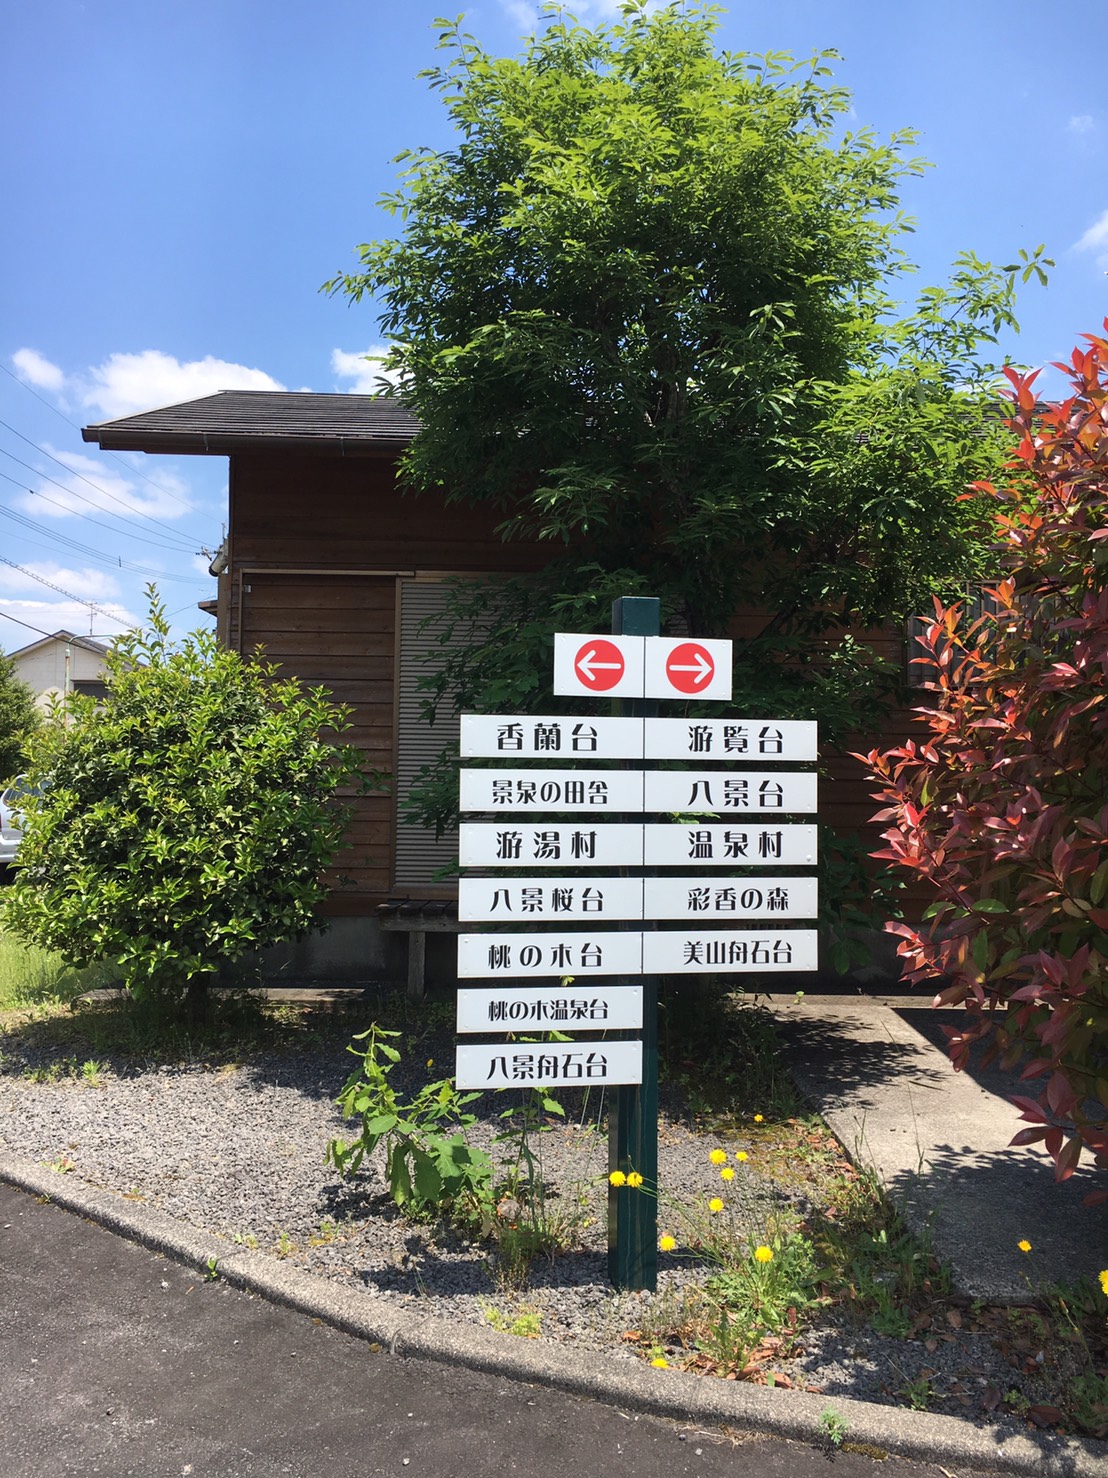 ← →
香蘭台 游覧台
景泉の田舎 八景台
游湯村 温泉村
八景桜台 彩香の森
桃の木台 美山舟石台
桃の木温泉台
八景舟石台